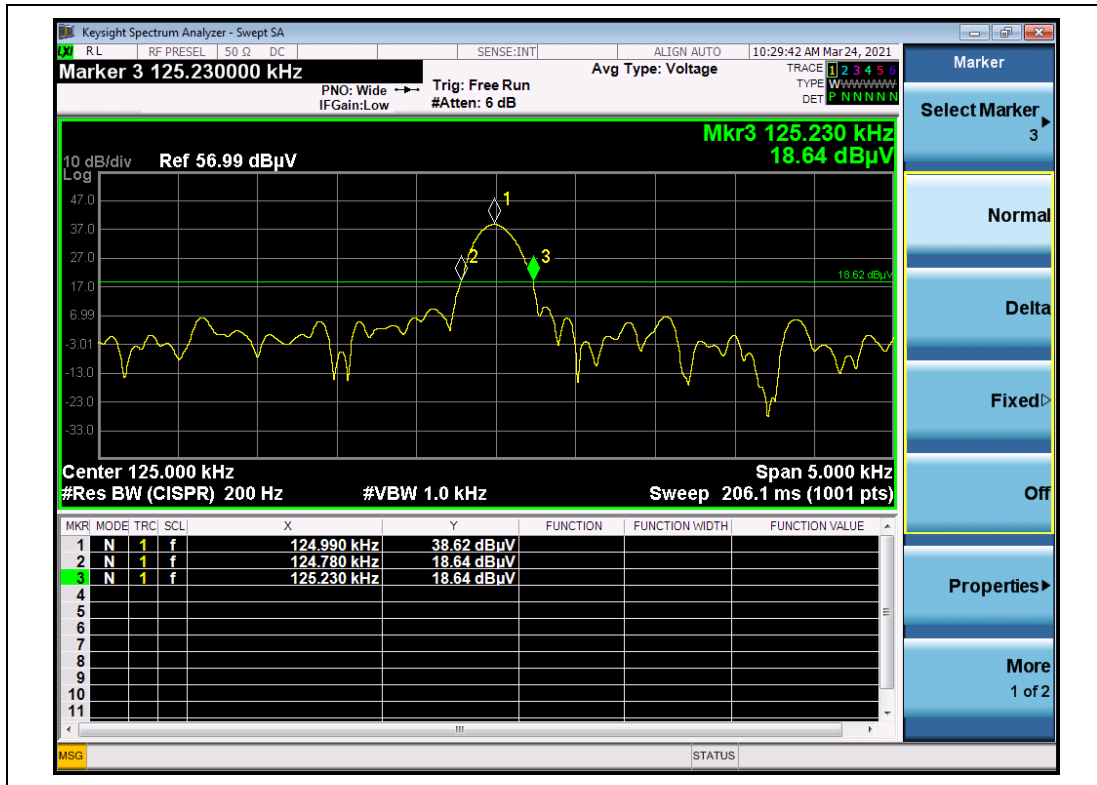 Keysight Spectrum Analyzer - Swept SA
LXI RL RF PRESEL 50 Ω DC SENSE:INT ALIGN AUTO 10:29:42 AM Mar 24, 2021
Marker 3 125.230000 kHz
PNO: Wide
IFGain:Low
Trig: Free Run
#Atten: 6 dB
Avg Type: Voltage
TRACE 1 2 3 4 5 6
TYPE WWWWWW
DET P N N N N N
Mkr3 125.230 kHz
18.64 dBµV
10 dB/div
Log
Ref 56.99 dBµV
47.0
37.0
27.0
17.0
6.99
-3.01
-13.0
-23.0
-33.0
1
2
3
18.62 dBµV
Center 125.000 kHz
Span 5.000 kHz
#Res BW (CISPR) 200 Hz #VBW 1.0 kHz Sweep 206.1 ms (1001 pts)
MKR MODE TRC SCL X Y FUNCTION FUNCTION WIDTH FUNCTION VALUE
1 N 1 f 124.990 kHz 38.62 dBµV
2 N 1 f 124.780 kHz 18.64 dBµV
3 N 1 f 125.230 kHz 18.64 dBµV
4
5
6
7
8
9
10
11
MSG
STATUS
Marker
Select Marker
3
Normal
Delta
Fixed
Off
Properties
More
1 of 2